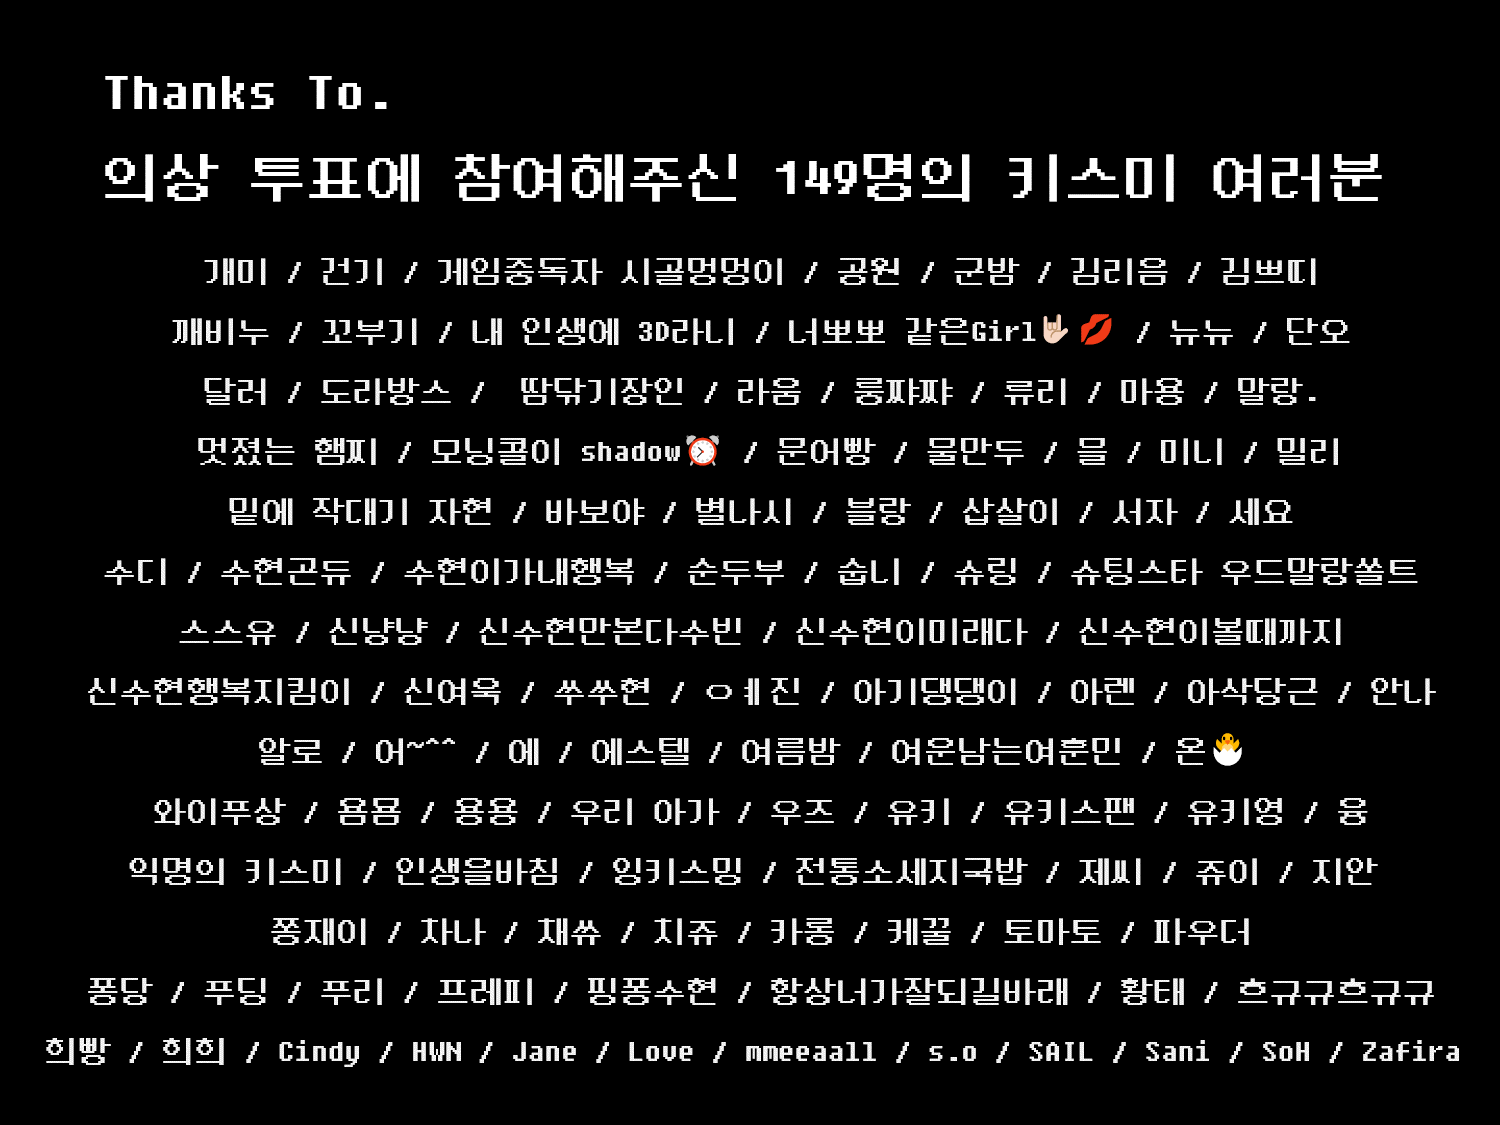 Thanks To.
의상 투표에 참여해주신 149명의 키스미 여러분
개미 / 건기 / 게임중독자 시골멍멍이 / 공원 / 군밤 / 김리음 / 김쁘띠
깨비누 / 꼬부기 / 내 인생에 3D라니 / 너뽀뽀 같은Girl🤟🏻💋 / 뉴뉴 / 단오
달러 / 도라방스 / 땀닦기장인 / 라움 / 룽쨔쨔 / 류리 / 마용 / 말랑.
멋졌는 햄찌 / 모닝콜이 shadow⏰ / 문어빵 / 물만두 / 믈 / 미니 / 밀리
밑에 작대기 자현 / 바보야 / 별나시 / 블랑 / 삽살이 / 서자 / 세요
수디 / 수현곤듀 / 수현이가내행복 / 순두부 / 숩니 / 슈링 / 슈팅스타 우드말랑쏠트
스스유 / 신냥냥 / 신수현만본다수빈 / 신수현이미래다 / 신수현이볼때까지
신수현행복지킴이 / 신여욱 / 쑤쑤현 / ㅇㅖ진 / 아기댕댕이 / 아렌 / 아삭당근 / 안나
알로 / 어~^^ / 에 / 에스텔 / 여름밤 / 여운남는여훈민 / 온🐣
와이푸상 / 욤묨 / 용용 / 우리 아가 / 우즈 / 유키 / 유키스팬 / 유키영 / 융
익명의 키스미 / 인생을바침 / 잉키스밍 / 전통소세지국밥 / 제씨 / 쥬이 / 지안
쫑재이 / 차나 / 채쓔 / 치쥬 / 카롱 / 케꿀 / 토마토 / 파우더
퐁당 / 푸딩 / 푸리 / 프레피 / 핑퐁수현 / 항상너가잘되길바래 / 황태 / 흐규규흐규규
희빵 / 희희 / Cindy / HWN / Jane / Love / mmeeaall / s.o / SAIL / Sani / SoH / Zafira